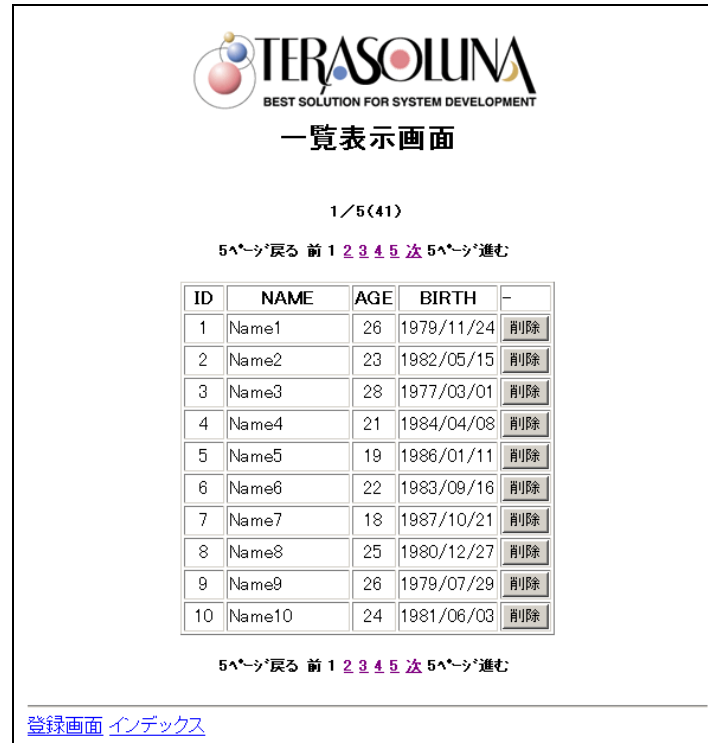 TERASOLUNA
BEST SOLUTION FOR SYSTEM DEVELOPMENT
一覧表示画面
1／5(41)
5ﾍﾟｰｼﾞ戻る 前 1 2 3 4 5 次 5ﾍﾟｰｼﾞ進む
ID NAME AGE BIRTH -
1 Name1 26 1979/11/24 削除
2 Name2 23 1982/05/15 削除
3 Name3 28 1977/03/01 削除
4 Name4 21 1984/04/08 削除
5 Name5 19 1986/01/11 削除
6 Name6 22 1983/09/16 削除
7 Name7 18 1987/10/21 削除
8 Name8 25 1980/12/27 削除
9 Name9 26 1979/07/29 削除
10 Name10 24 1981/06/03 削除
5ﾍﾟｰｼﾞ戻る 前 1 2 3 4 5 次 5ﾍﾟｰｼﾞ進む
登録画面 インデックス